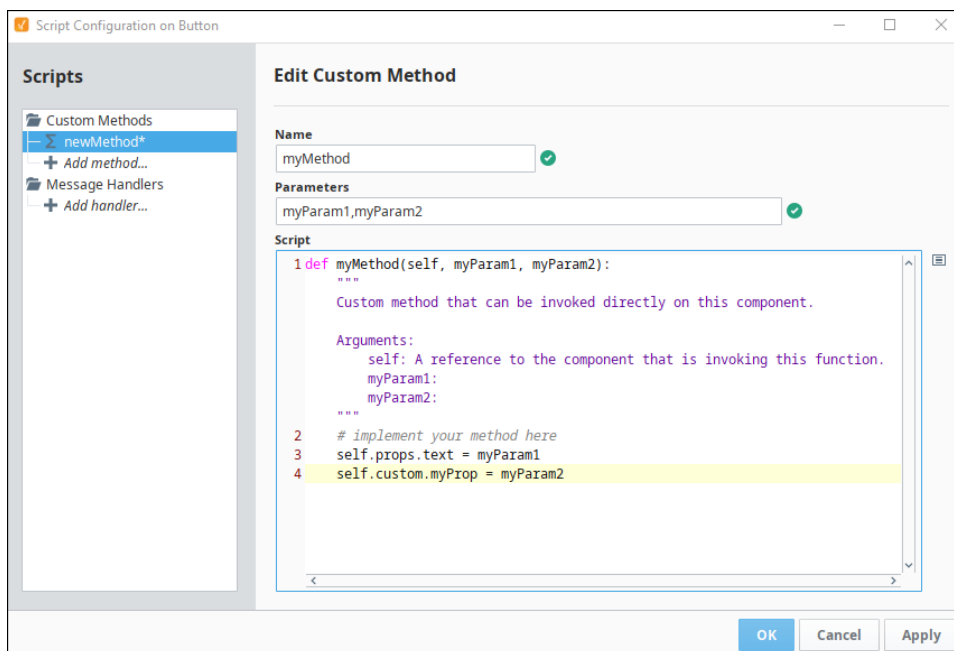 Script Configuration on Button
Scripts
Custom Methods
newMethod*
Add method...
Message Handlers
Add handler...
Edit Custom Method
Name
myMethod
Parameters
myParam1,myParam2
Script
1 def myMethod(self, myParam1, myParam2):
"""
Custom method that can be invoked directly on this component.
Arguments:
self: A reference to the component that is invoking this function.
myParam1:
myParam2:
"""
2 # implement your method here
3 self.props.text = myParam1
4 self.custom.myProp = myParam2
OK Cancel Apply